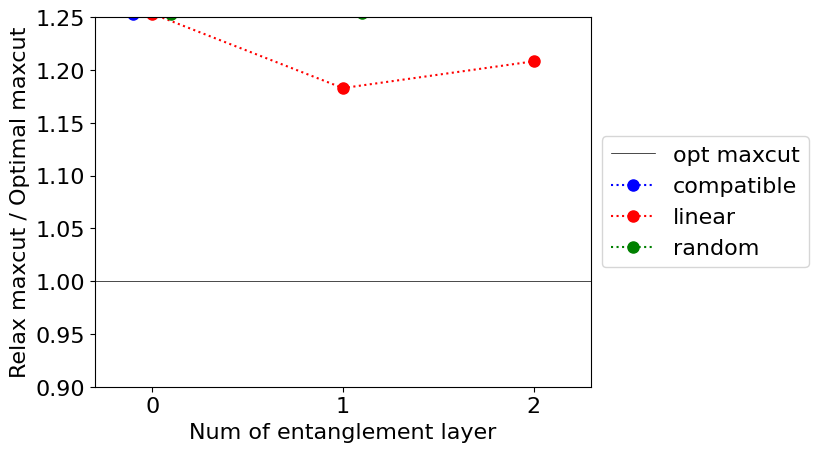 Relax maxcut / Optimal maxcut
1.25
1.20
1.15
1.10
1.05
1.00
0.95
0.90
0 1 2
Num of entanglement layer
opt maxcut
compatible
linear
random